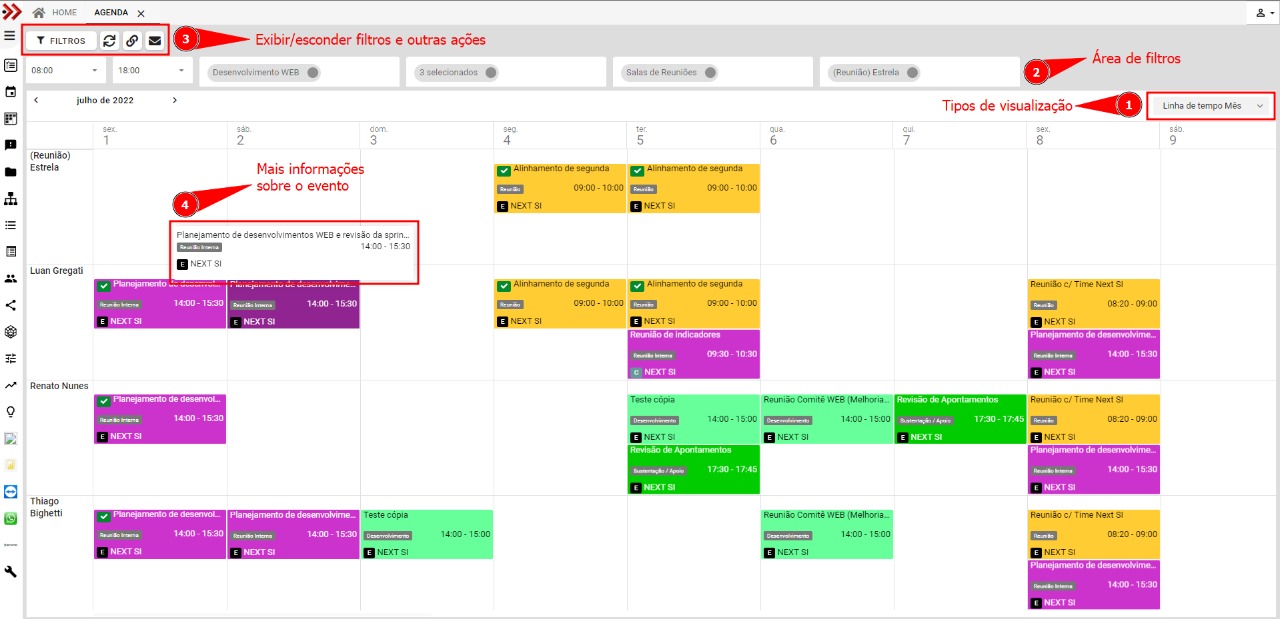 HOME
AGENDA
FILTROS
3
Exibir/esconder filtros e outras ações
08:00
18:00
Desenvolvimento WEB
3 selecionados
Salas de Reuniões
(Reunião) Estrela
2
Área de filtros
julho de 2022
Tipos de visualização
1
Linha de tempo Mês
sex.
1
sáb.
2
dom.
3
seg.
4
ter.
5
qua.
6
qui.
7
sex.
8
sáb.
9
(Reunião)
Estrela
Alinhamento de segunda
Reunião
09:00 - 10:00
E NEXT SI
Alinhamento de segunda
Reunião
09:00 - 10:00
E NEXT SI
Mais informações
sobre o evento
4
Planejamento de desenvolvimentos WEB e revisão da sprin...
Reunião Interna
14:00 - 15:30
E NEXT SI
Luan Gregati
Planejamento de desenvol...
Reunião Interna
14:00 - 15:30
E NEXT SI
Planejamento de desenvolvime...
Reunião Interna
14:00 - 15:30
E NEXT SI
Alinhamento de segunda
Reunião
09:00 - 10:00
E NEXT SI
Alinhamento de segunda
Reunião
09:00 - 10:00
E NEXT SI
Reunião de indicadores
Reunião Interna
09:30 - 10:30
C NEXT SI
Reunião c/ Time Next SI
Reunião
08:20 - 09:00
E NEXT SI
Planejamento de desenvolvime...
Reunião Interna
14:00 - 15:30
E NEXT SI
Renato Nunes
Planejamento de desenvol...
Reunião Interna
14:00 - 15:30
E NEXT SI
Teste cópia
Desenvolvimento
14:00 - 15:00
E NEXT SI
Revisão de Apontamentos
Sustentação / Apoio
17:30 - 17:45
E NEXT SI
Reunião Comitê WEB (Melhoria...
Desenvolvimento
14:00 - 15:00
E NEXT SI
Revisão de Apontamentos
Sustentação / Apoio
17:30 - 17:45
E NEXT SI
Reunião c/ Time Next SI
Reunião
08:20 - 09:00
E NEXT SI
Planejamento de desenvolvime...
Reunião Interna
14:00 - 15:30
E NEXT SI
Thiago
Bighetti
Planejamento de desenvol...
Reunião Interna
14:00 - 15:30
E NEXT SI
Planejamento de desenvolvime...
Reunião Interna
14:00 - 15:30
E NEXT SI
Teste cópia
Desenvolvimento
14:00 - 15:00
E NEXT SI
Reunião Comitê WEB (Melhoria...
Desenvolvimento
14:00 - 15:00
E NEXT SI
Reunião c/ Time Next SI
Reunião
08:20 - 09:00
E NEXT SI
Planejamento de desenvolvime...
Reunião Interna
14:00 - 15:30
E NEXT SI